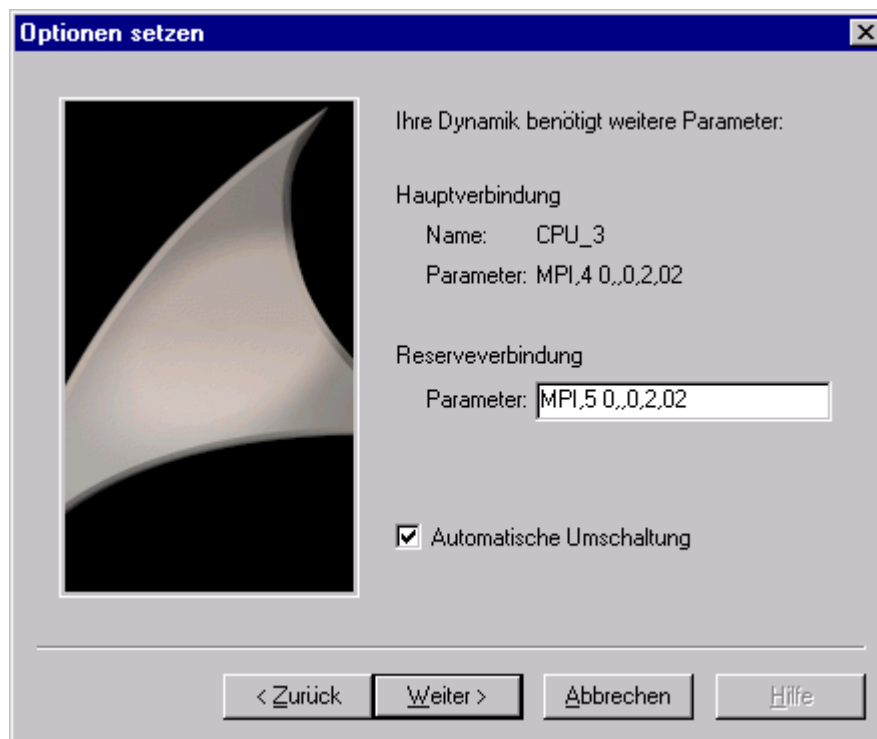 Optionen setzen
Ihre Dynamik benötigt weitere Parameter:
Hauptverbindung
Name: CPU_3
Parameter: MPI,4 0,,0,2,02
Reserveverbindung
Parameter: MPI,5 0,,0,2,02
Automatische Umschaltung
< Zurück Weiter > Abbrechen Hilfe